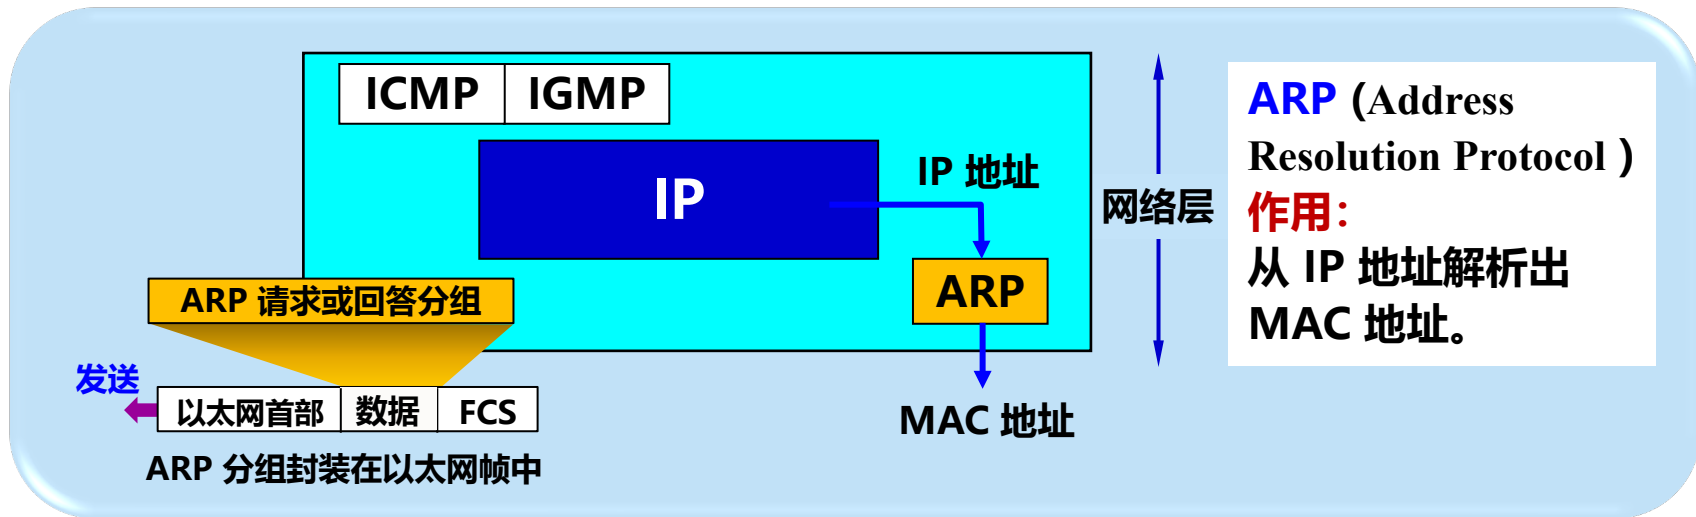 ICMP IGMP
IP
IP 地址
ARP
MAC 地址
网络层
ARP 请求或回答分组
发送
以太网首部 数据 FCS
ARP 分组封装在以太网帧中
ARP (Address
Resolution Protocol )
作用：
从 IP 地址解析出
MAC 地址。